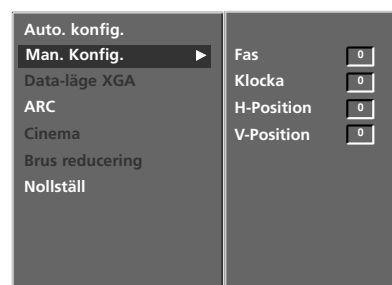 Auto. konfig.
Man. Konfig.
Data-läge XGA
ARC
Cinema
Brus reducering
Nollställ
Fas 0
Klocka 0
H-Position 0
V-Position 0